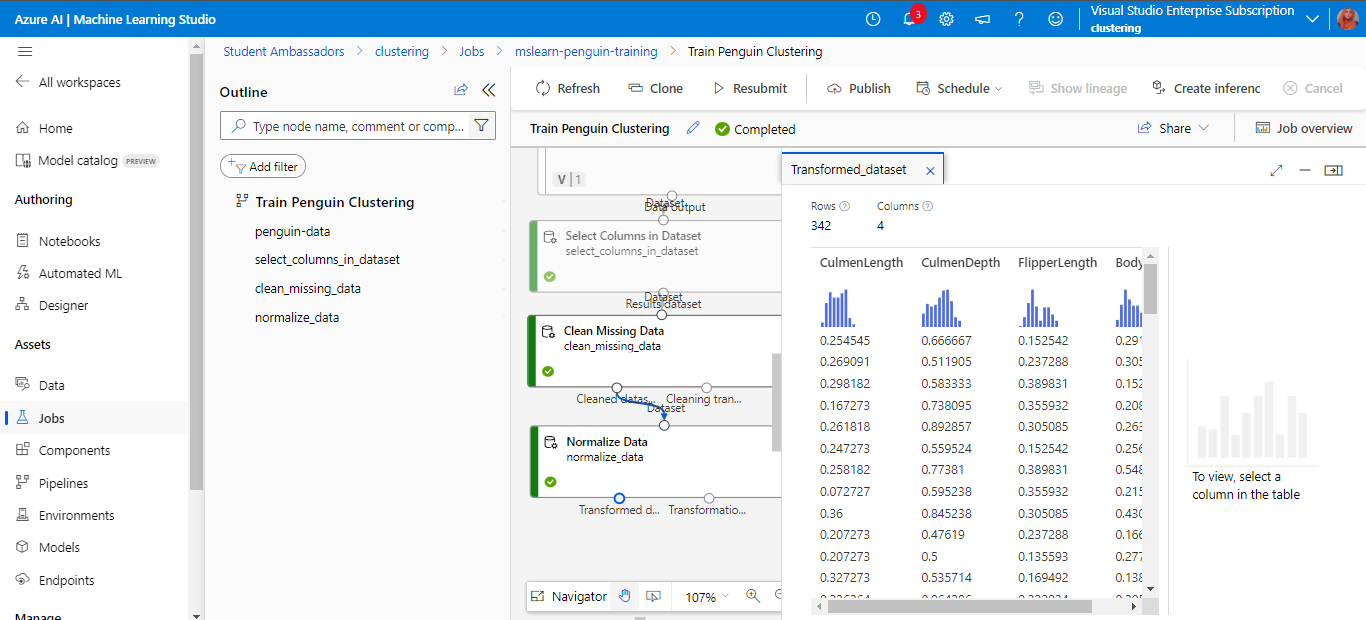 Azure AI | Machine Learning Studio
3
Visual Studio Enterprise Subscription
clustering
All workspaces
Home
Model catalog PREVIEW
Authoring
Notebooks
Automated ML
Designer
Assets
Data
Jobs
Components
Pipelines
Environments
Models
Endpoints
Manage
Student Ambassadors > clustering > Jobs > mslearn-penguin-training > Train Penguin Clustering
Outline
Type node name, comment or comp...
Add filter
Train Penguin Clustering
penguin-data
select_columns_in_dataset
clean_missing_data
normalize_data
Refresh Clone Resubmit Publish Schedule Show lineage Create inferenc Cancel
Train Penguin Clustering Completed Share Job overview
V | 1
Dataset
Data output
Select Columns in Dataset
select_columns_in_dataset
Dataset
Results dataset
Clean Missing Data
clean_missing_data
Cleaned datas... Cleaning tran...
Dataset
Normalize Data
normalize_data
Transformed d... Transformatio...
Navigator 107%
Transformed_dataset
Rows Columns
342 4
CulmenLength CulmenDepth FlipperLength Body
0.254545 0.666667 0.152542 0.291
0.269091 0.511905 0.237288 0.305
0.298182 0.583333 0.389831 0.152
0.167273 0.738095 0.355932 0.208
0.261818 0.892857 0.305085 0.263
0.247273 0.559524 0.152542 0.256
0.258182 0.77381 0.389831 0.548
0.072727 0.595238 0.355932 0.215
0.36 0.845238 0.305085 0.430
0.207273 0.47619 0.237288 0.166
0.207273 0.5 0.135593 0.277
0.327273 0.535714 0.169492 0.138
To view, select a
column in the table